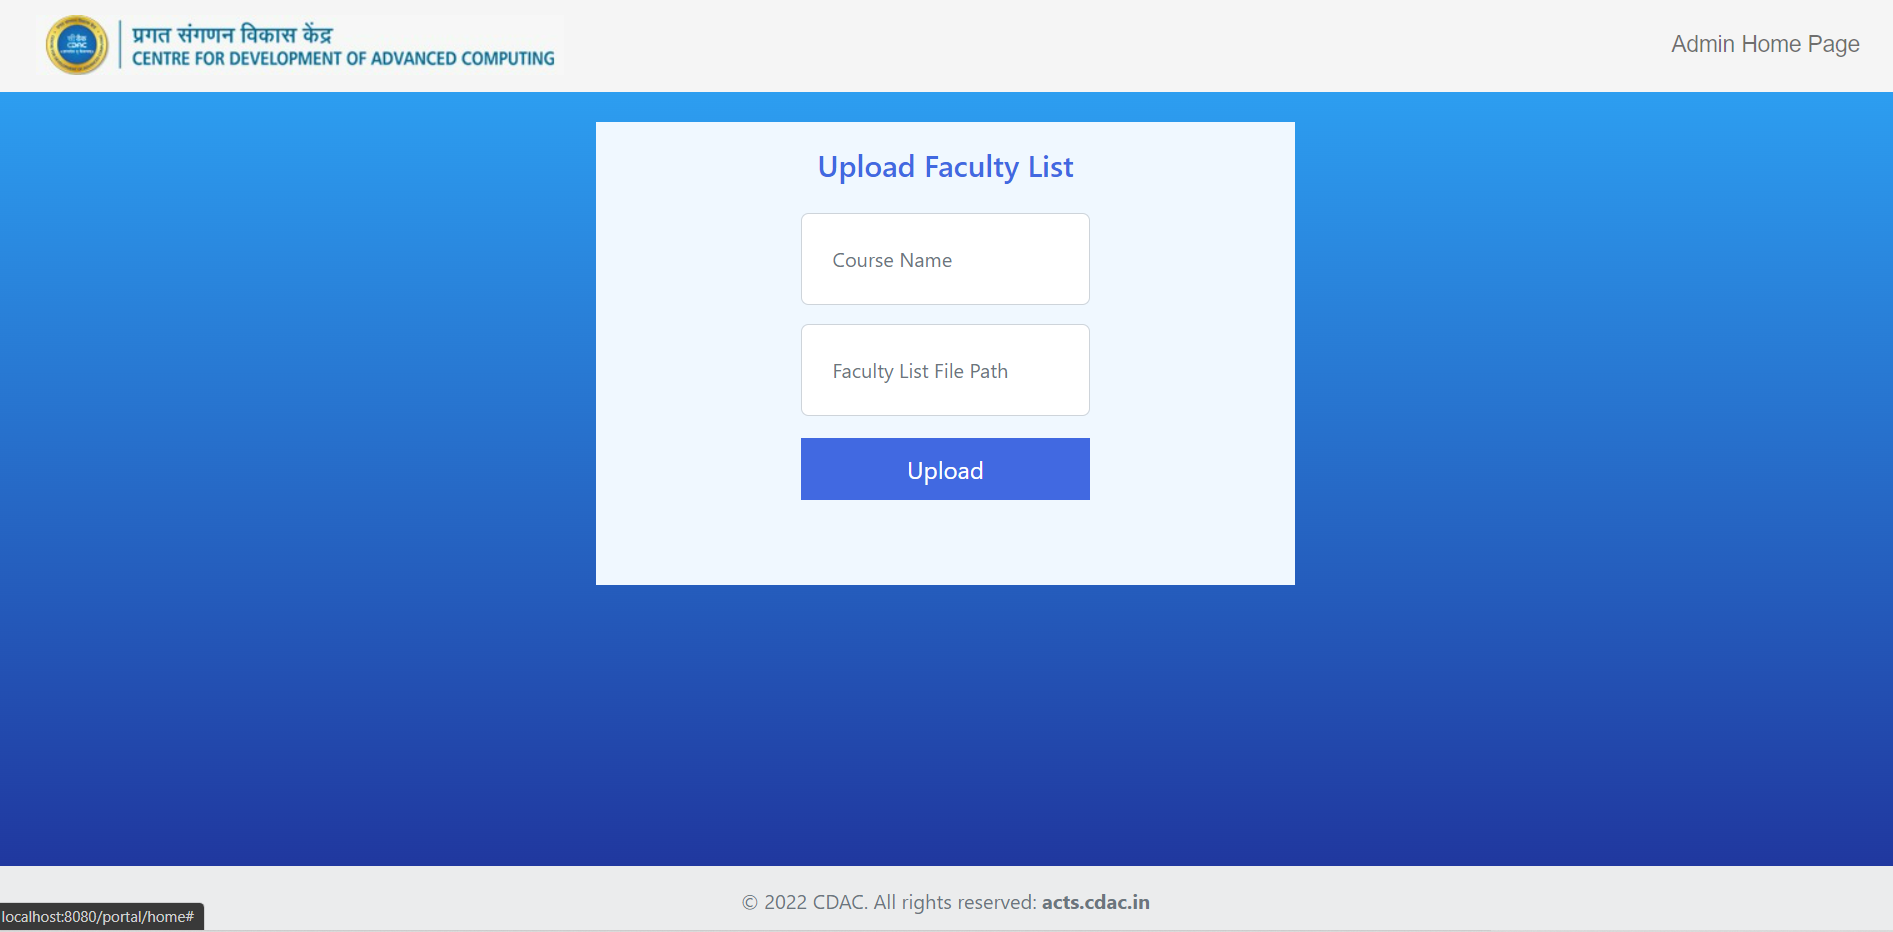 प्रगत संगणन विकास केंद्र
CENTRE FOR DEVELOPMENT OF ADVANCED COMPUTING
Admin Home Page
Upload Faculty List
Course Name
Faculty List File Path
Upload
© 2022 CDAC. All rights reserved: acts.cdac.in
localhost:8080/portal/home#